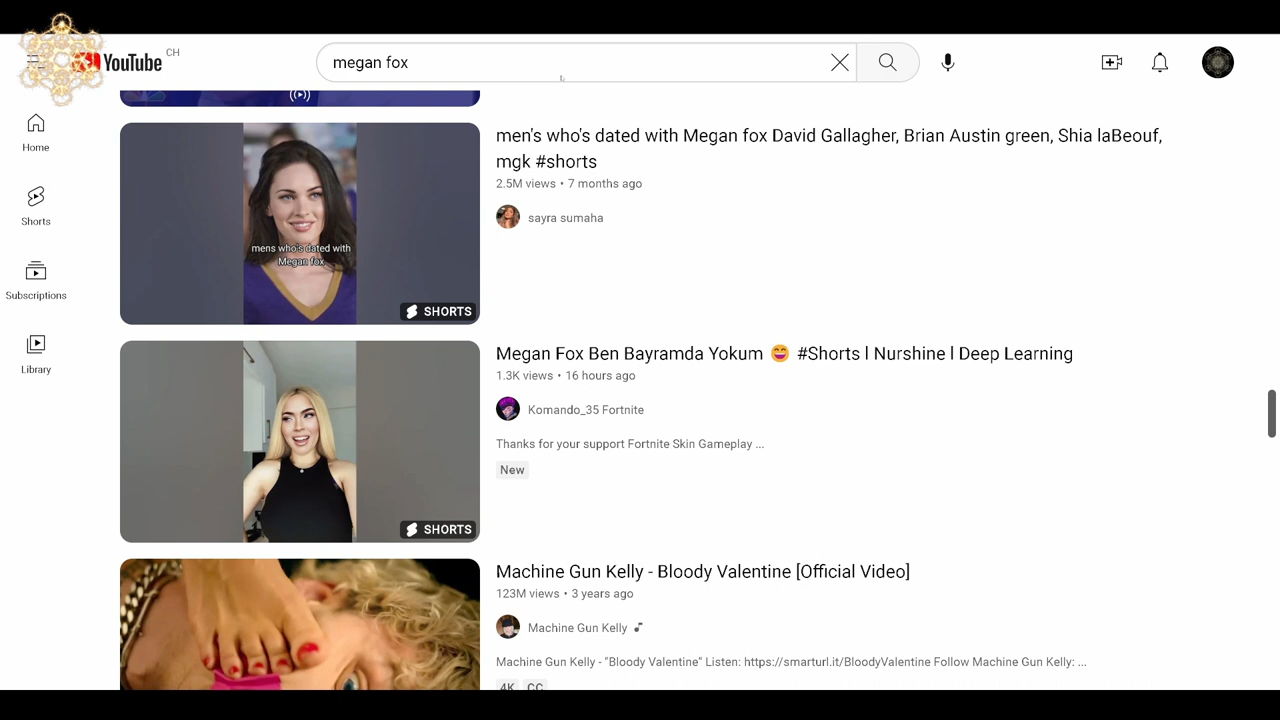 YouTube CH
megan fox
Home
Shorts
Subscriptions
Library
mens who's dated with
Megan fox
SHORTS
men's who's dated with Megan fox David Gallagher, Brian Austin green, Shia laBeouf,
mgk #shorts
2.5M views • 7 months ago
sayra sumaha
SHORTS
Megan Fox Ben Bayramda Yokum 😄 #Shorts l Nurshine l Deep Learning
1.3K views • 16 hours ago
Komando_35 Fortnite
Thanks for your support Fortnite Skin Gameplay ...
New
Machine Gun Kelly - Bloody Valentine [Official Video]
123M views • 3 years ago
Machine Gun Kelly
Machine Gun Kelly - "Bloody Valentine" Listen: https://smarturl.it/BloodyValentine Follow Machine Gun Kelly: ...
4K CC